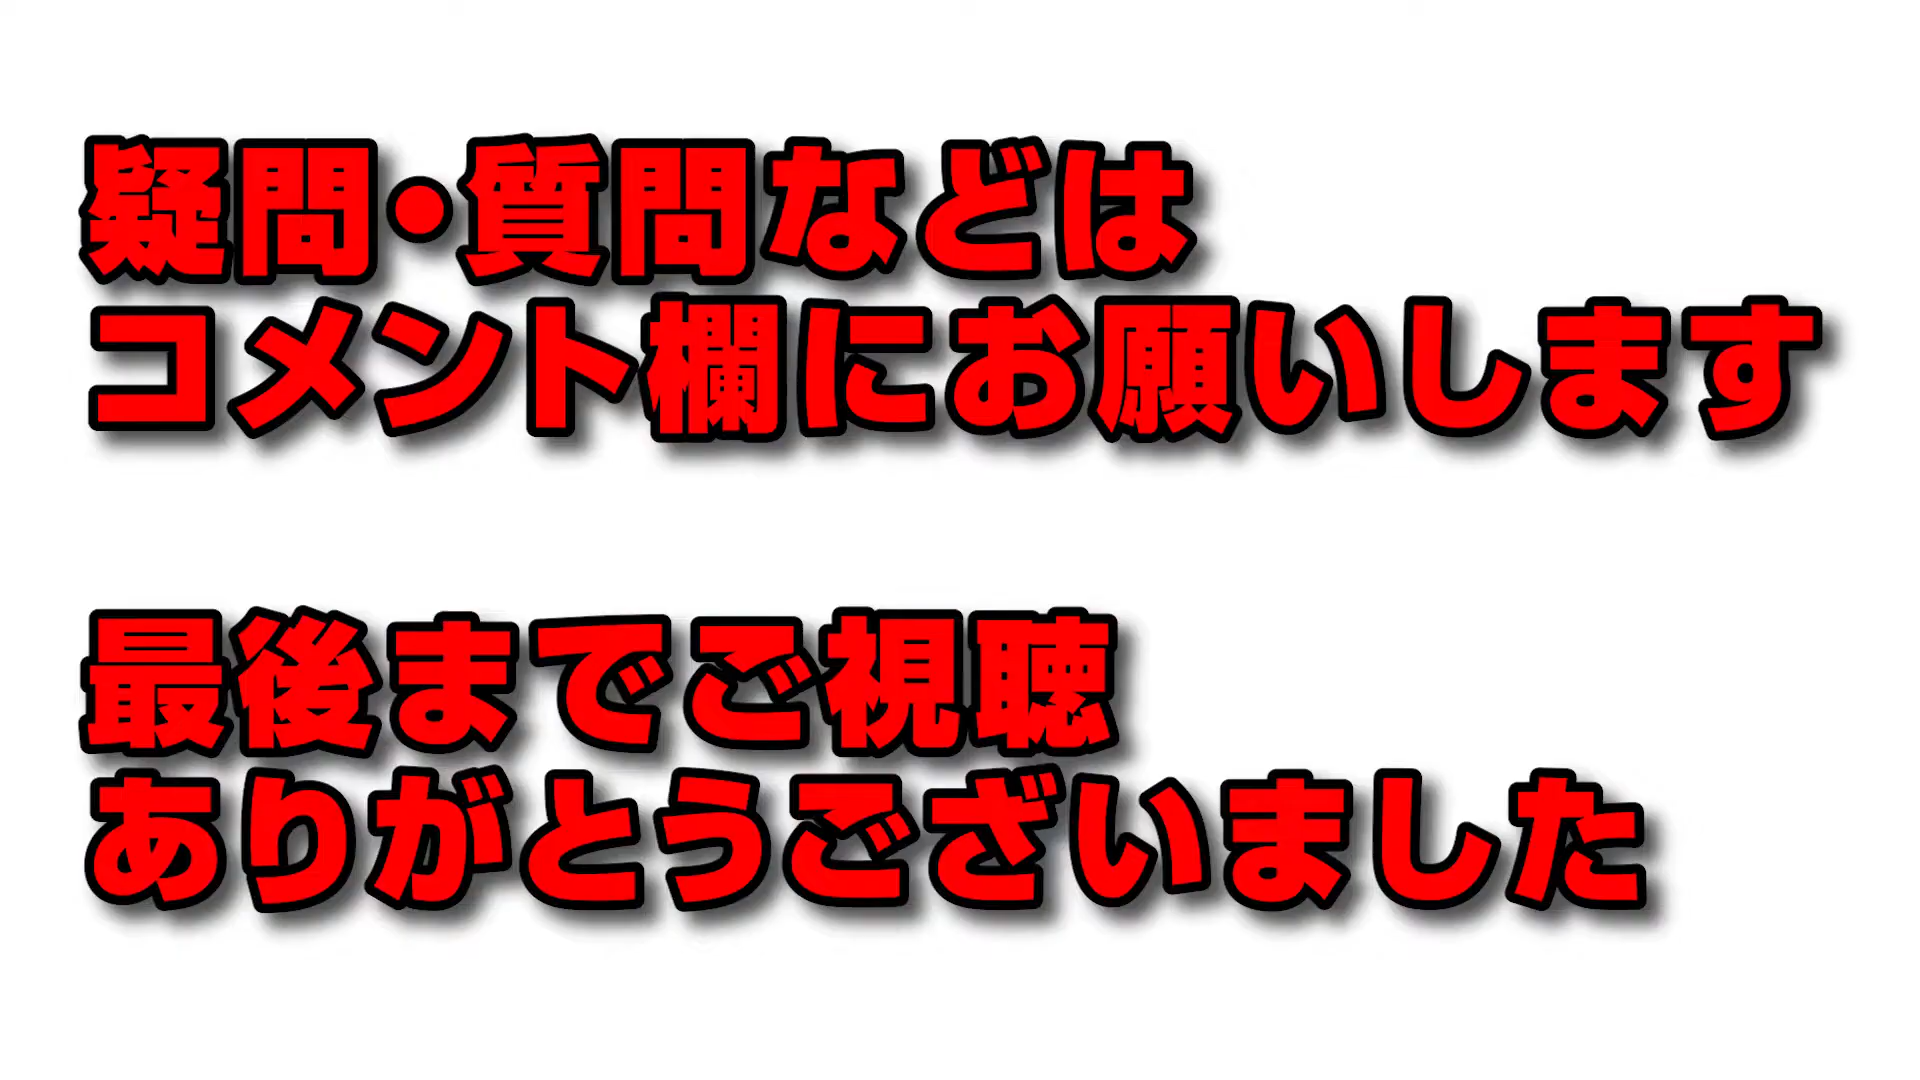 疑問・質問などは
コメント欄にお願いします
最後までご視聴
ありがとうございました